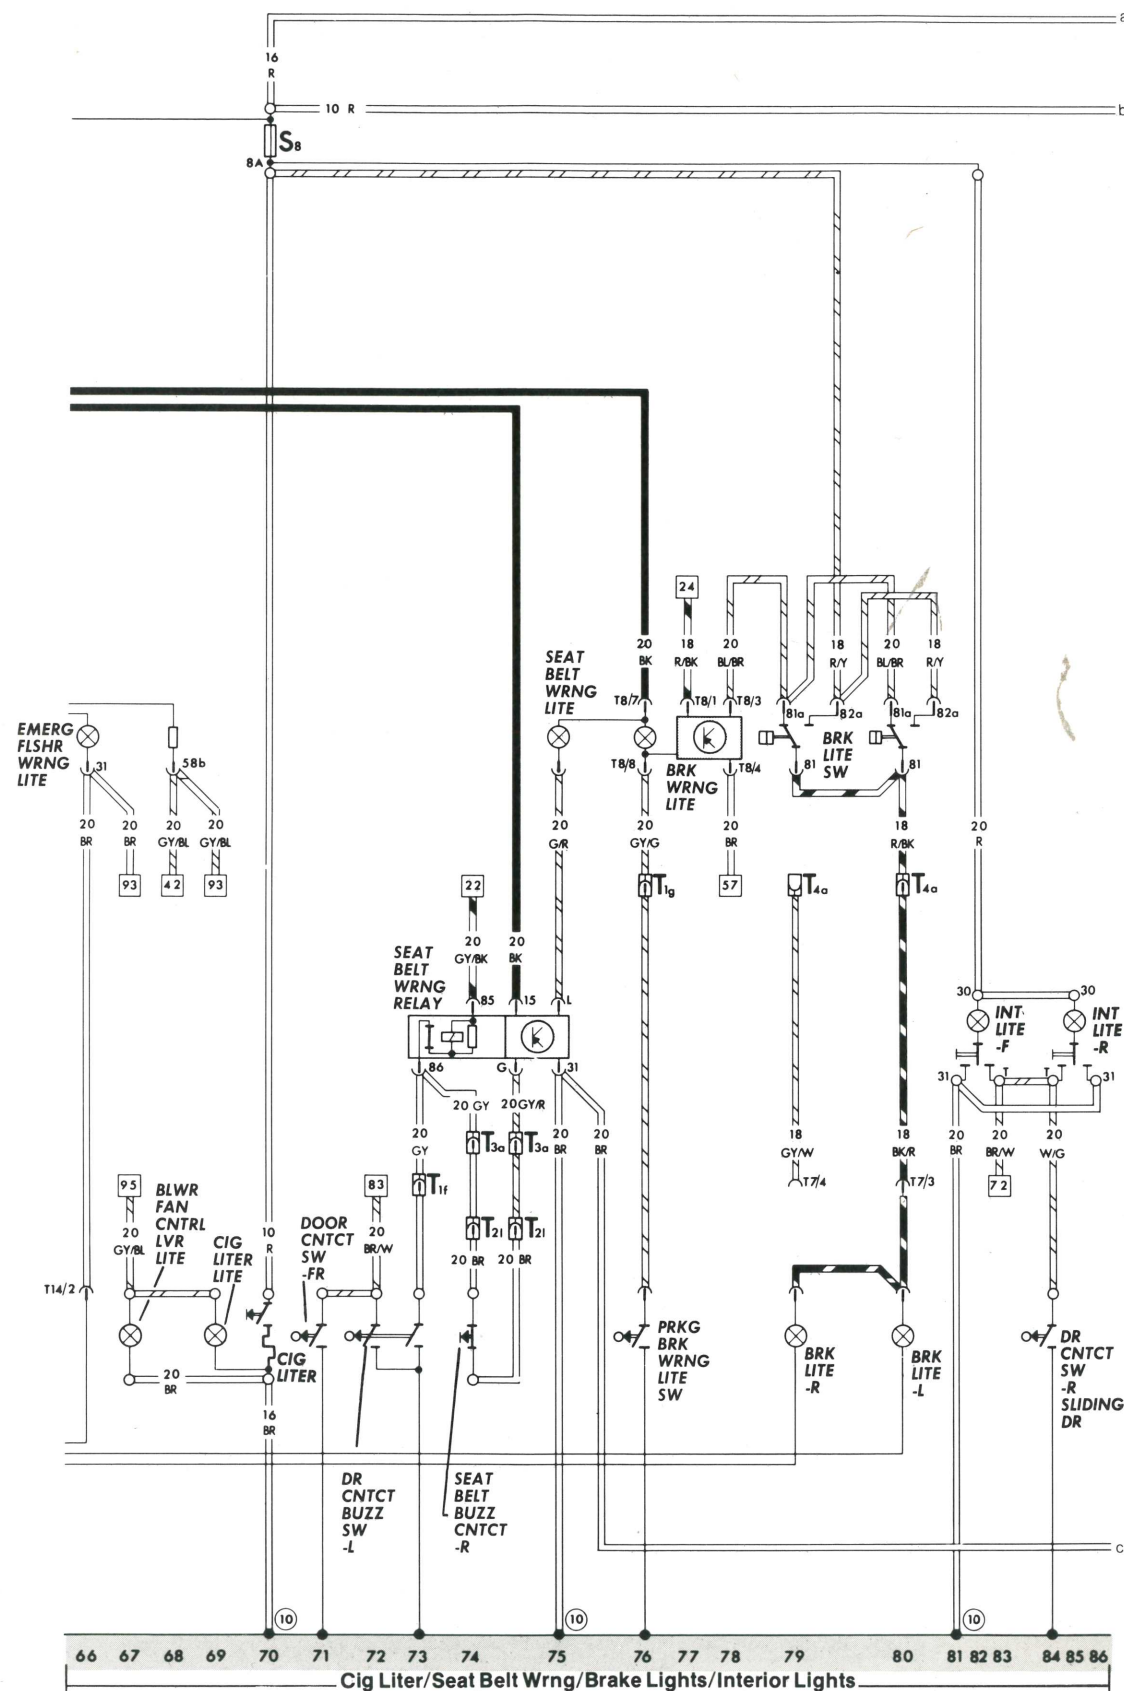 a
16
R
10 R
b
S8
8A
24
20
BK
18
R/BK
20
BL/BR
18
R/Y
20
BL/BR
18
R/Y
SEAT
BELT
WRNG
LITE
T8/7
T8/1
T8/3
81a
82a
81a
82a
EMERG
FLSHR
WRNG
LITE
31
58b
T8/8
BRK
WRNG
LITE
T8/4
BRK
LITE
SW
81
81
20
BR
20
BR
20
GY/BL
20
GY/BL
20
G/R
20
GY/G
20
BR
18
R/BK
20
R
93
42
93
22
T1g
57
T4a
T4a
SEAT
BELT
WRNG
RELAY
20
GY/BK
20
BK
85
15
L
30
30
INT
LITE
-F
INT
LITE
-R
86
G
31
31
T
T
31
20 GY
20 GY/R
20
GY
T3a
T3a
20
BR
20
BR
18
GY/W
18
BK/R
20
BR
20
BR/W
20
W/G
95
BLWR
FAN
CNTRL
LVR
LITE
83
T1f
T7/4
T7/3
72
20
GY/BL
CIG
LITER
LITE
10
R
DOOR
CNTCT
SW
-FR
20
BR/W
T2l
T2l
20 BR
20 BR
T14/2
CIG
LITER
20
BR
16
BR
PRKG
BRK
WRNG
LITE
SW
BRK
LITE
-R
BRK
LITE
-L
DR
CNTCT
SW
-R
SLIDING
DR
DR
CNTCT
BUZZ
SW
-L
SEAT
BELT
BUZZ
CNTCT
-R
c
10
10
10
66 67 68 69 70 71 72 73 74 75 76 77 78 79 80 81 82 83 84 85 86
Cig Liter/Seat Belt Wrng/Brake Lights/Interior Lights